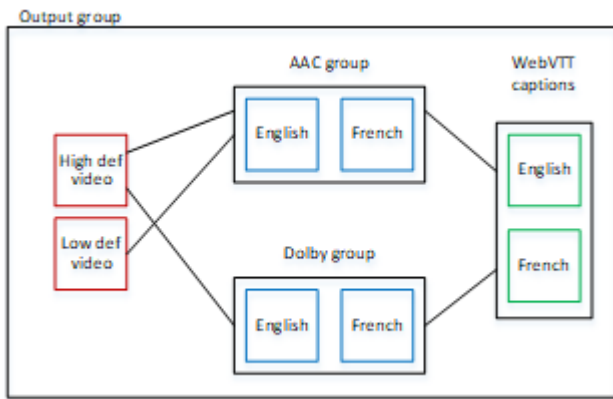 Output group
AAC group
WebVTT
captions
English
French
High def
video
English
Low def
video
French
Dolby group
English
French